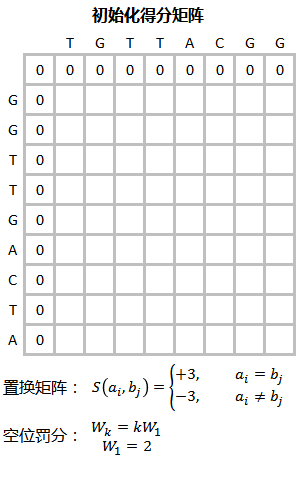 初始化得分矩阵
T G T T A C G G
0 0 0 0 0 0 0 0 0
G 0
G 0
T 0
T 0
G 0
A 0
C 0
T 0
A 0
置换矩阵： S(aᵢ, bⱼ) = { +3, aᵢ = bⱼ
−3, aᵢ ≠ bⱼ
空位罚分： Wₖ = kW₁
W₁ = 2